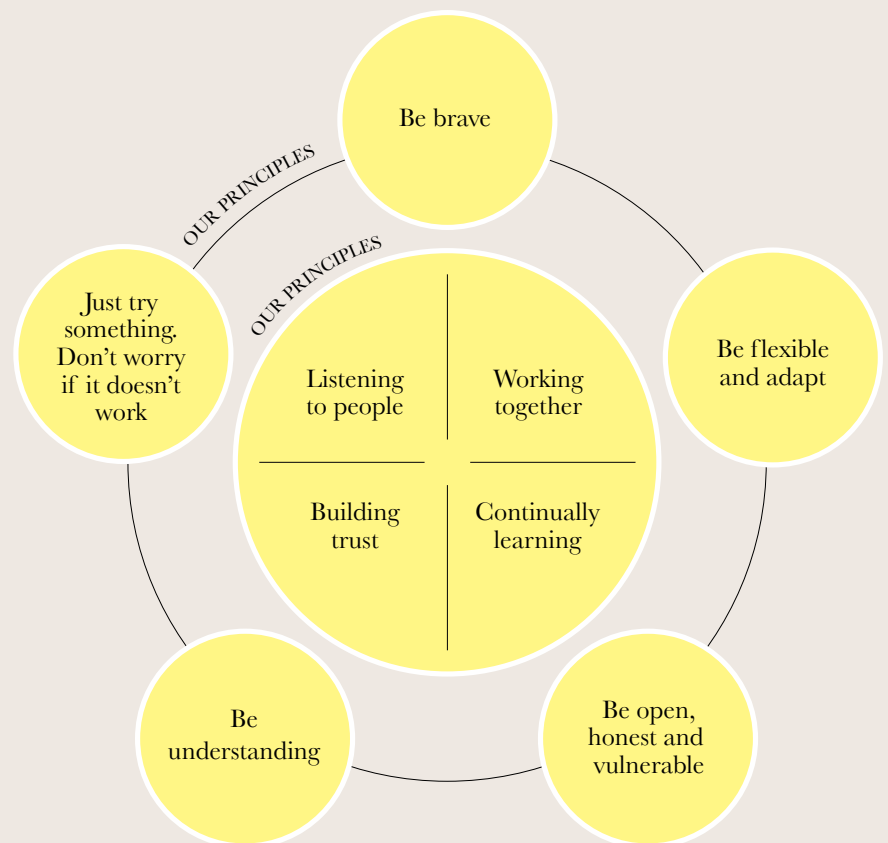 Be brave
OUR PRINCIPLES
OUR PRINCIPLES
Just try
something.
Don't worry
if it doesn't
work
Be flexible
and adapt
Listening
to people
Working
together
Building
trust
Continually
learning
Be
understanding
Be open,
honest and
vulnerable